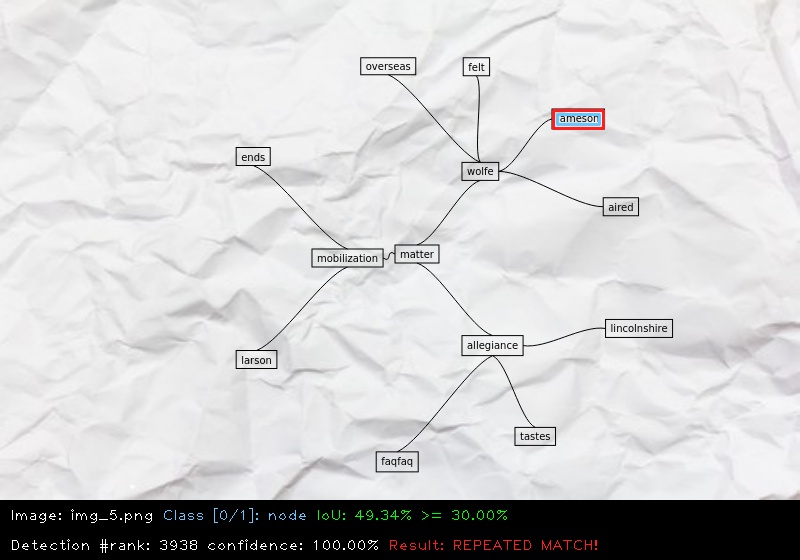 overseas
felt
ameson
ends
wolfe
aired
mobilization
matter
lincolnshire
allegiance
larson
tastes
faqfaq
Image: img_5.png Class [0/1]: node IoU: 49.34% >= 30.00%
Detection #rank: 3938 confidence: 100.00% Result: REPEATED MATCH!